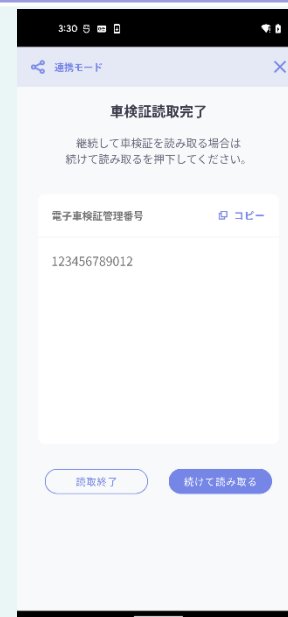 3:30
連携モード
車検証読取完了
継続して車検証を読み取る場合は
続けて読み取るを押下してください。
電子車検証管理番号 コピー
123456789012
読取終了 続けて読み取る